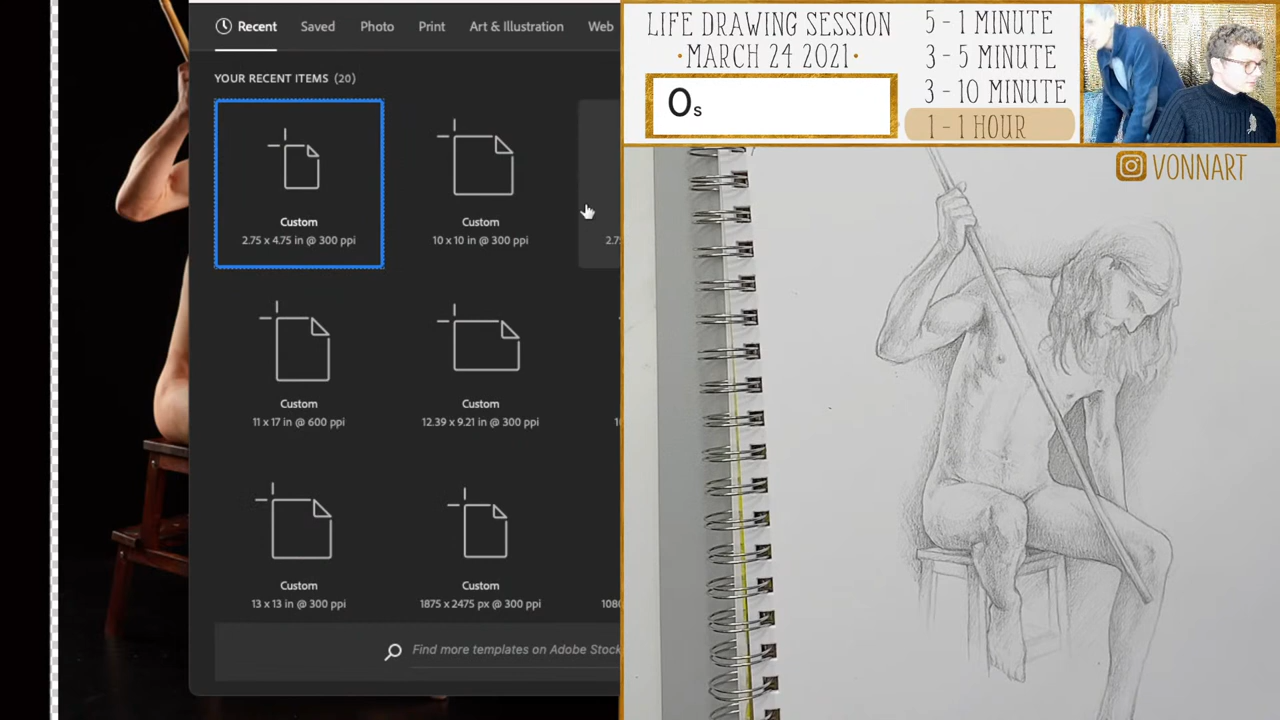 Recent Saved Photo Print Art & Illustration Web
YOUR RECENT ITEMS (20)
Custom
2.75 x 4.75 in @ 300 ppi
Custom
10 x 10 in @ 300 ppi
2.75
Custom
11 x 17 in @ 600 ppi
Custom
12.39 x 9.21 in @ 300 ppi
Custom
13 x 13 in @ 300 ppi
Custom
1875 x 2475 px @ 300 ppi
1080
Find more templates on Adobe Stock
LIFE DRAWING SESSION
·MARCH 24 2021·
0s
5 - 1 MINUTE
3 - 5 MINUTE
3 - 10 MINUTE
1 - 1 HOUR
VONNART